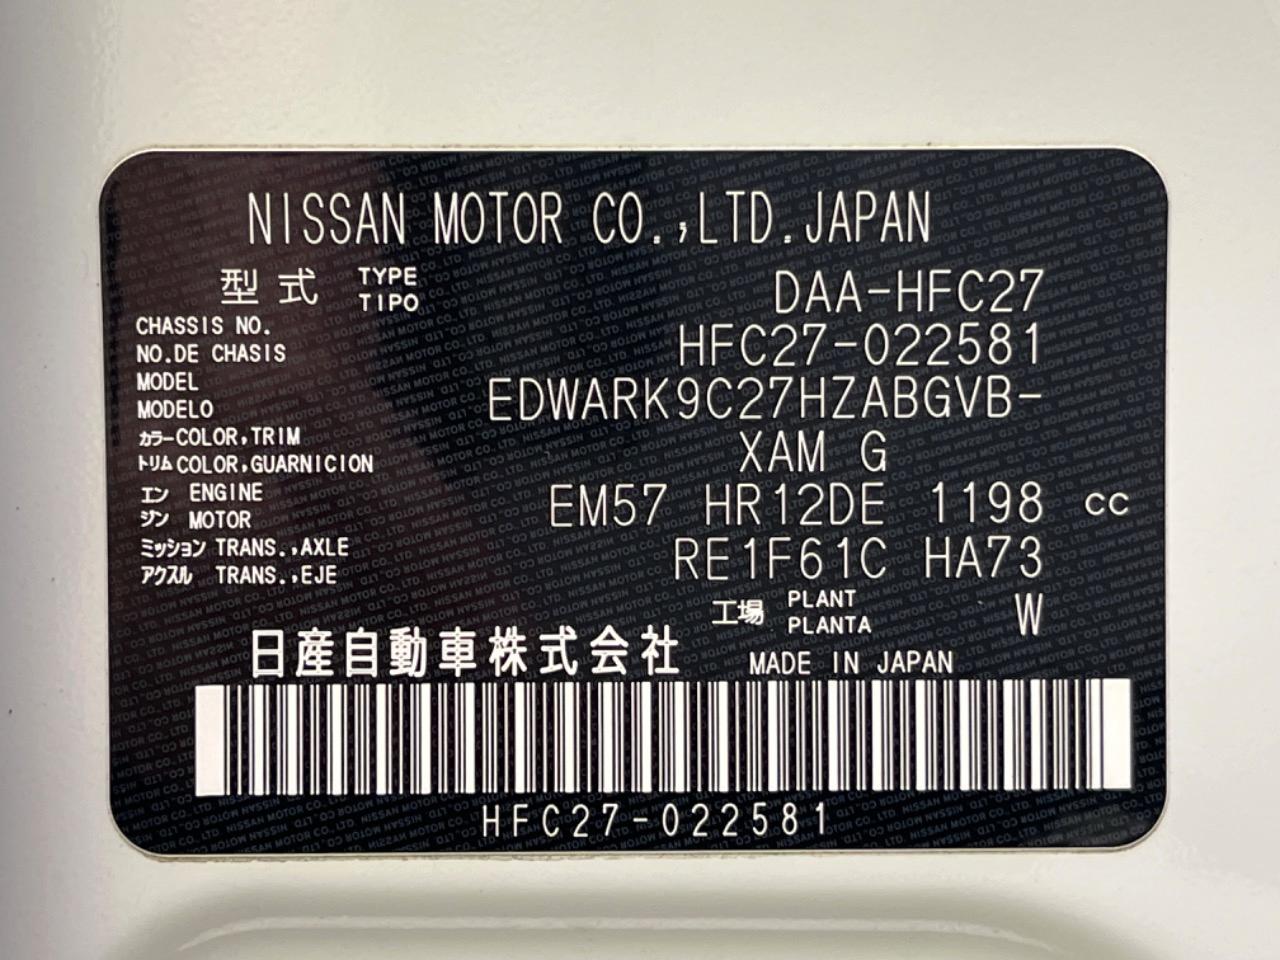 NISSAN MOTOR CO.,LTD.JAPAN
型式 TYPE TIPO DAA-HFC27
CHASSIS NO.
NO.DE CHASIS HFC27-022581
MODEL
MODELO EDWARK9C27HZABGVB-
カラー COLOR,TRIM
トリム COLOR,GUARNICION XAM G
エン ENGINE
ジン MOTOR EM57 HR12DE 1198 cc
ミッション TRANS.,AXLE
アクスル TRANS.,EJE RE1F61C HA73
工場 PLANT PLANTA W
日産自動車株式会社 MADE IN JAPAN
HFC27-022581